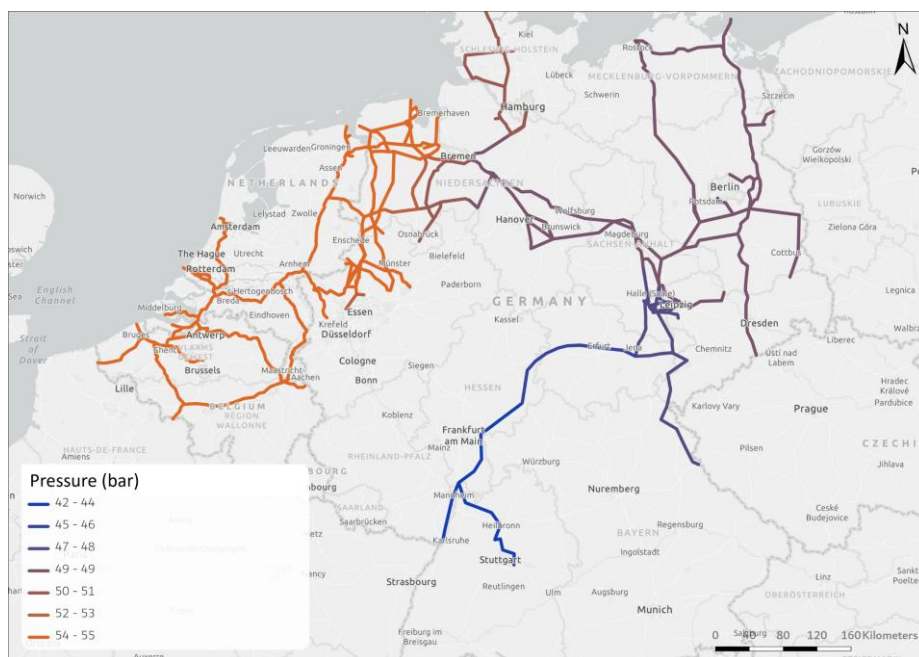 Kiel
SCHLESWIG-HOLSTEIN
Rostock
N
Lübeck
MECKLENBURG-VORPOMMERN
ZACHODNIOPOMORSKIE
Schwerin
Szczecin
Hamburg
Bremerhaven
Leeuwarden
Groningen
Assen
Bremen
Gorzów
Wielkopolski
Norwich
NETHERLANDS
NIEDERSACHSEN
Berlin
Potsdam
LUBUSKIE
Lelystad
Zwolle
Hanover
Wolfsburg
Brunswick
Amsterdam
Enschede
Osnabrück
Magdeburg
Zielona Góra
SACHSEN-ANHALT
The Hague
Utrecht
Bielefeld
Cottbus
Rotterdam
Arnhem
Münster
English
Channel
's-Hertogenbosch
Paderborn
Legnica
Breda
Middelburg
Eindhoven
Essen
GERMANY
Halle (Saale)
Leipzig
Krefeld
Düsseldorf
Kassel
Strait
of
Dover
Bruges
Antwerp
Dresden
Ghent
Cologne
Erfurt
Jena
Chemnitz
Liberec
Brussels
Maastricht
Aachen
Bonn
Siegen
Ústí nad
Labem
Lille
HESSEN
Hradec
Králové
BELGIUM
RÉGION
WALLONNE
Koblenz
Karlovy Vary
Pardubice
Prague
HAUTS-DE-FRANCE
Frankfurt
am Main
Amiens
Mainz
RHEINLAND-PFALZ
Würzburg
Pilsen
CZECHI
Jihlava
Pressure (bar)
42 - 44
45 - 46
47 - 48
49 - 49
50 - 51
52 - 53
54 - 55
Mannheim
Nuremberg
SAARLAND
Saarbrücken
Heilbronn
BAYERN
Regensburg
České
Budejovice
Karlsruhe
Stuttgart
Ingolstadt
Strasbourg
Reutlingen
Ulm
Augsburg
Linz
OBERÖSTERREICH
Munich
Freiburg im
Breisgau
Salzburg
0 40 80 120 160 Kilometers